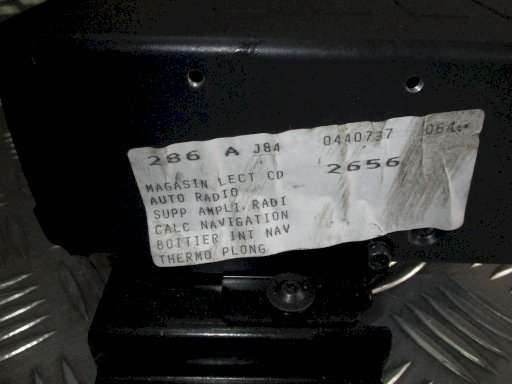 286 A J84 0440737 064
2656
MAGASIN LECT CD
AUTO RADIO
SUPP AMPLI RADI
CALC NAVIGATION
BOITIER INT NAV
THERMO PLONG